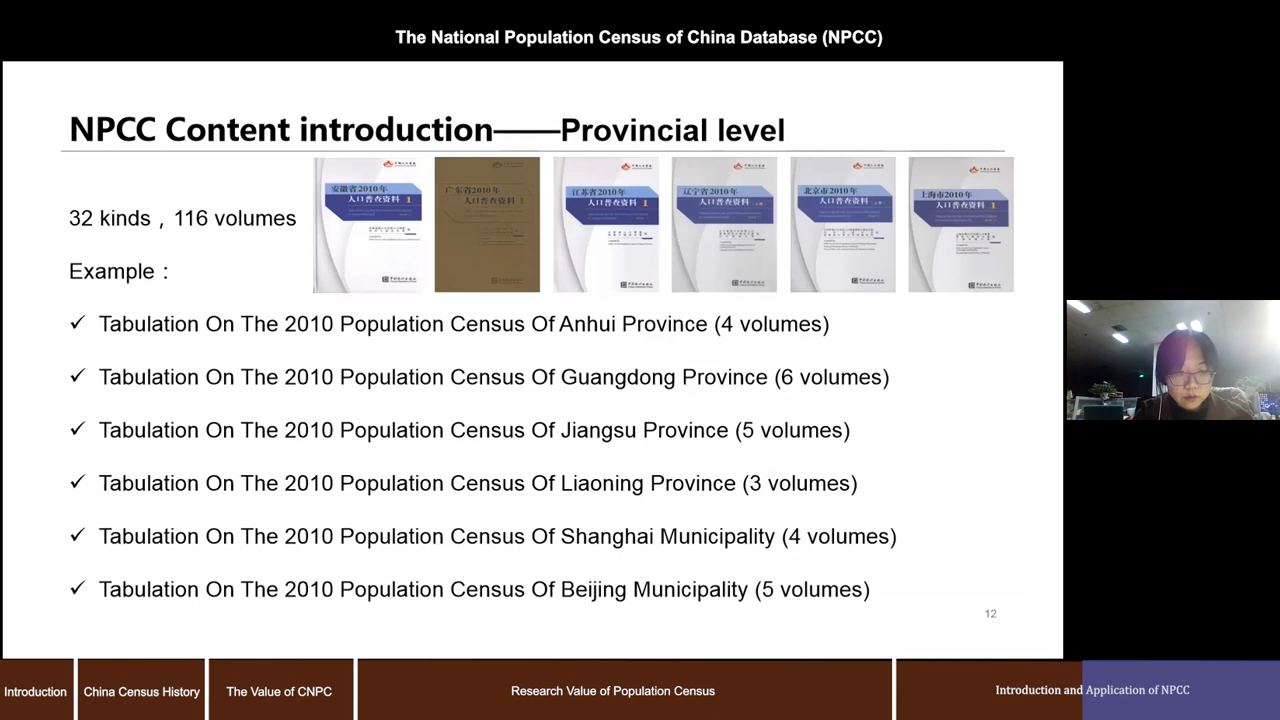 The National Population Census of China Database (NPCC)
NPCC Content introduction——Provincial level
安徽省2010年
人口普查资料 1
广东省2010年
人口普查资料 1
江苏省2010年
人口普查资料 1
辽宁省2010年
人口普查资料
北京市2010年
人口普查资料
上海市2010年
人口普查资料 1
32 kinds，116 volumes
Example：
✓ Tabulation On The 2010 Population Census Of Anhui Province (4 volumes)
✓ Tabulation On The 2010 Population Census Of Guangdong Province (6 volumes)
✓ Tabulation On The 2010 Population Census Of Jiangsu Province (5 volumes)
✓ Tabulation On The 2010 Population Census Of Liaoning Province (3 volumes)
✓ Tabulation On The 2010 Population Census Of Shanghai Municipality (4 volumes)
✓ Tabulation On The 2010 Population Census Of Beijing Municipality (5 volumes)
12
Introduction
China Census History
The Value of CNPC
Research Value of Population Census
Introduction and Application of NPCC